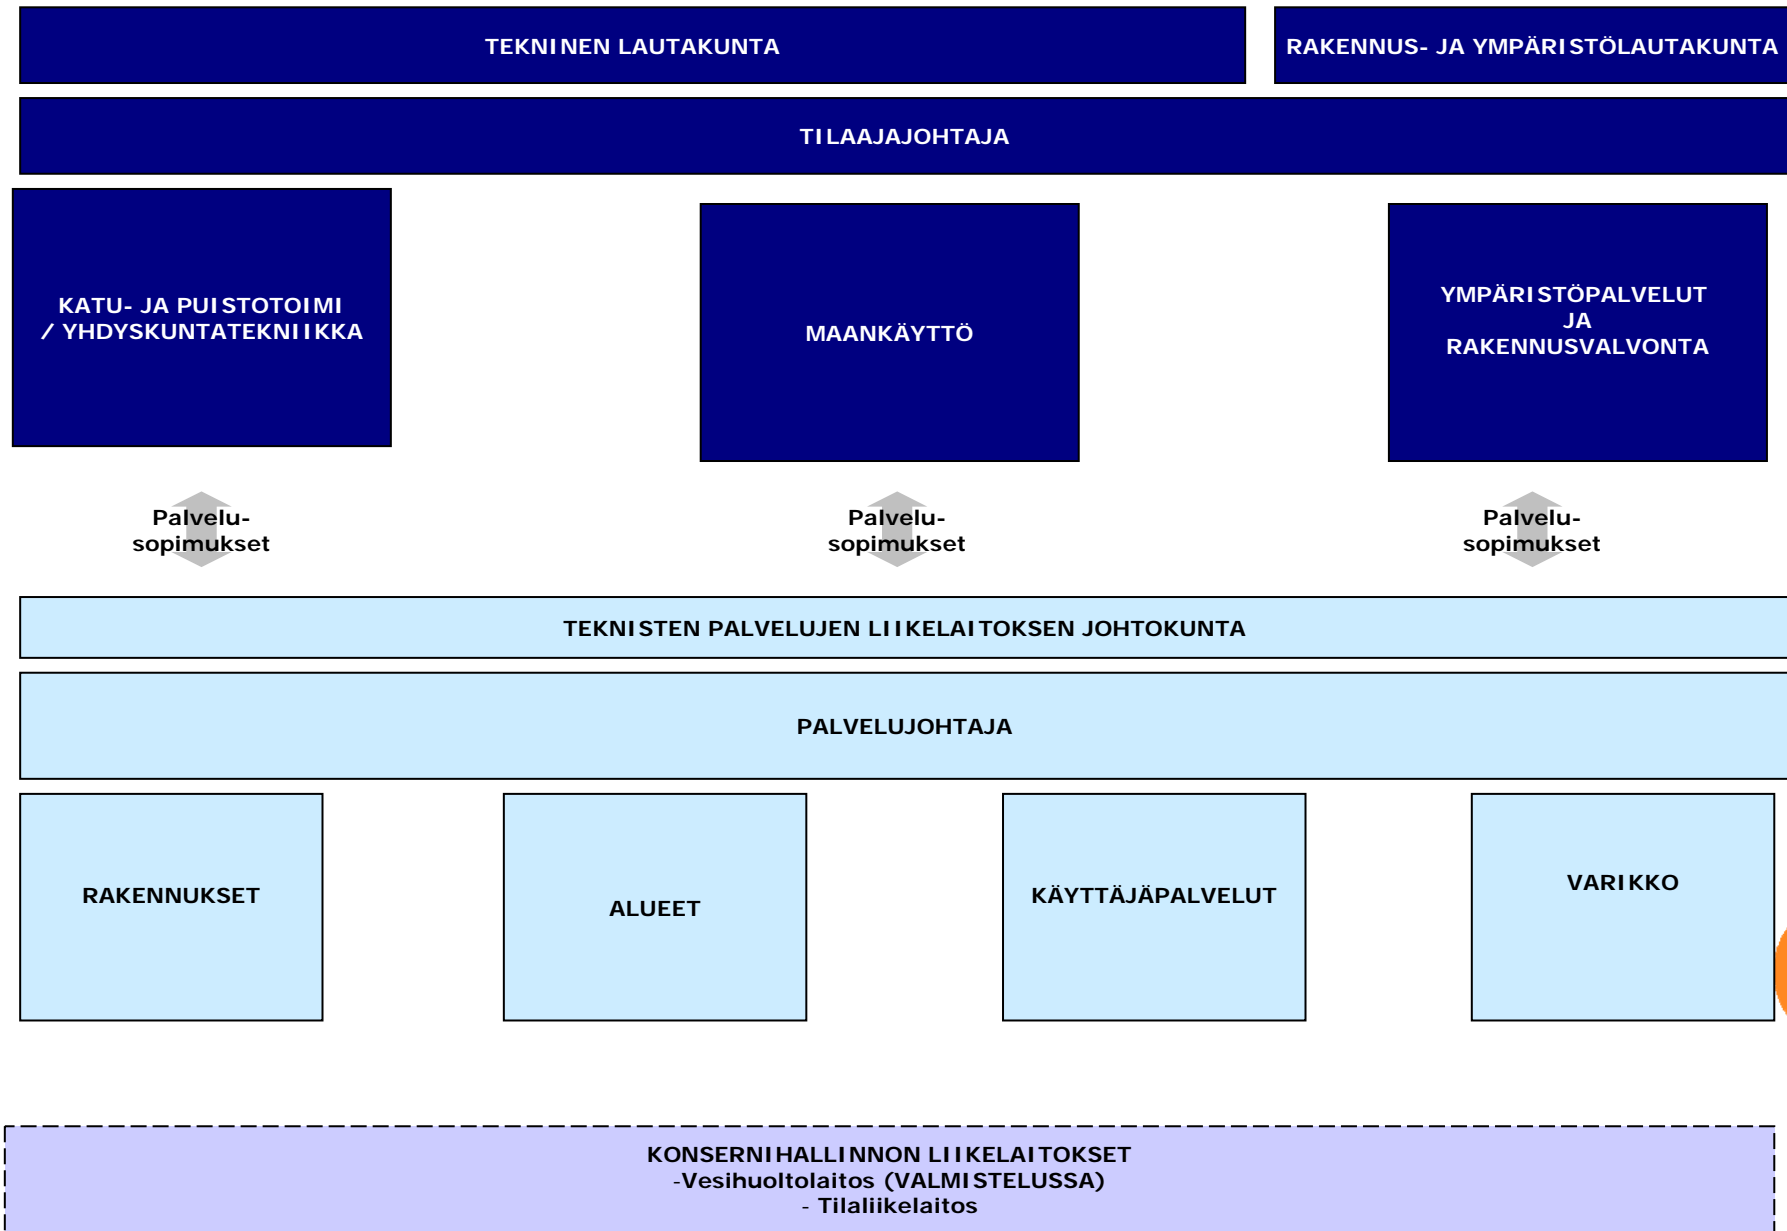 TEKNINEN LAUTAKUNTA
RAKENNUS- JA YMPÄRISTÖLAUTAKUNTA
TILAAJAJOHTAJA
KATU- JA PUISTOTOIMI
/ YHDYSKUNTATEKNIIKKA
MAANKÄYTTÖ
YMPÄRISTÖPALVELUT
JA
RAKENNUSVALVONTA
Palvelu-
sopimukset
Palvelu-
sopimukset
Palvelu-
sopimukset
TEKNISTEN PALVELUJEN LIIKELAITOKSEN JOHTOKUNTA
PALVELUJOHTAJA
RAKENNUKSET
ALUEET
KÄYTTÄJÄPALVELUT
VARIKKO
KONSERNIHALLINNON LIIKELAITOKSET
-Vesihuoltolaitos (VALMISTELUSSA)
- Tilaliikelaitos